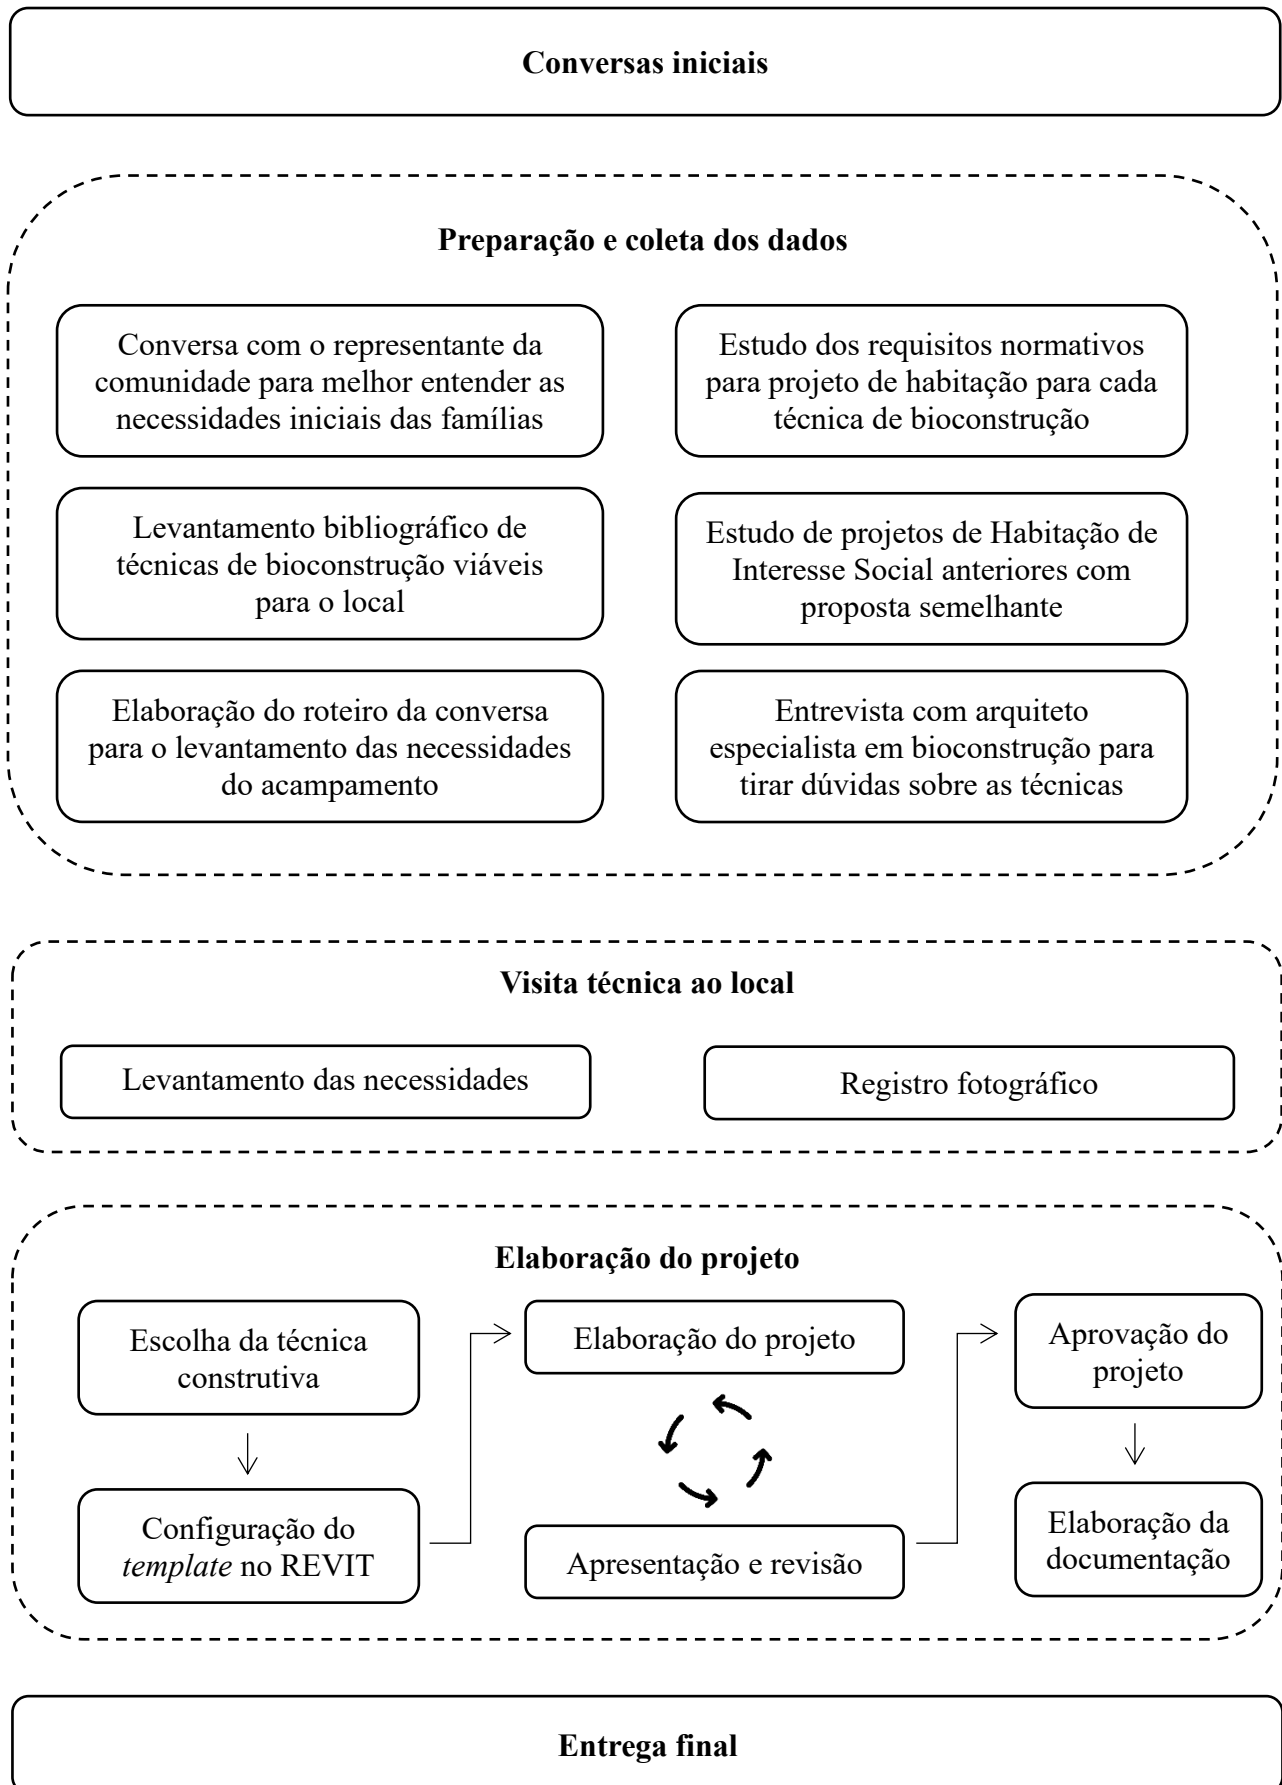 Conversas iniciais
Preparação e coleta dos dados
Conversa com o representante da
comunidade para melhor entender as
necessidades iniciais das famílias
Estudo dos requisitos normativos
para projeto de habitação para cada
técnica de bioconstrução
Levantamento bibliográfico de
técnicas de bioconstrução viáveis
para o local
Estudo de projetos de Habitação de
Interesse Social anteriores com
proposta semelhante
Elaboração do roteiro da conversa
para o levantamento das necessidades
do acampamento
Entrevista com arquiteto
especialista em bioconstrução para
tirar dúvidas sobre as técnicas
Visita técnica ao local
Levantamento das necessidades
Registro fotográfico
Elaboração do projeto
Escolha da técnica
construtiva
Configuração do
template no REVIT
Elaboração do projeto
Apresentação e revisão
Aprovação do
projeto
Elaboração da
documentação
Entrega final